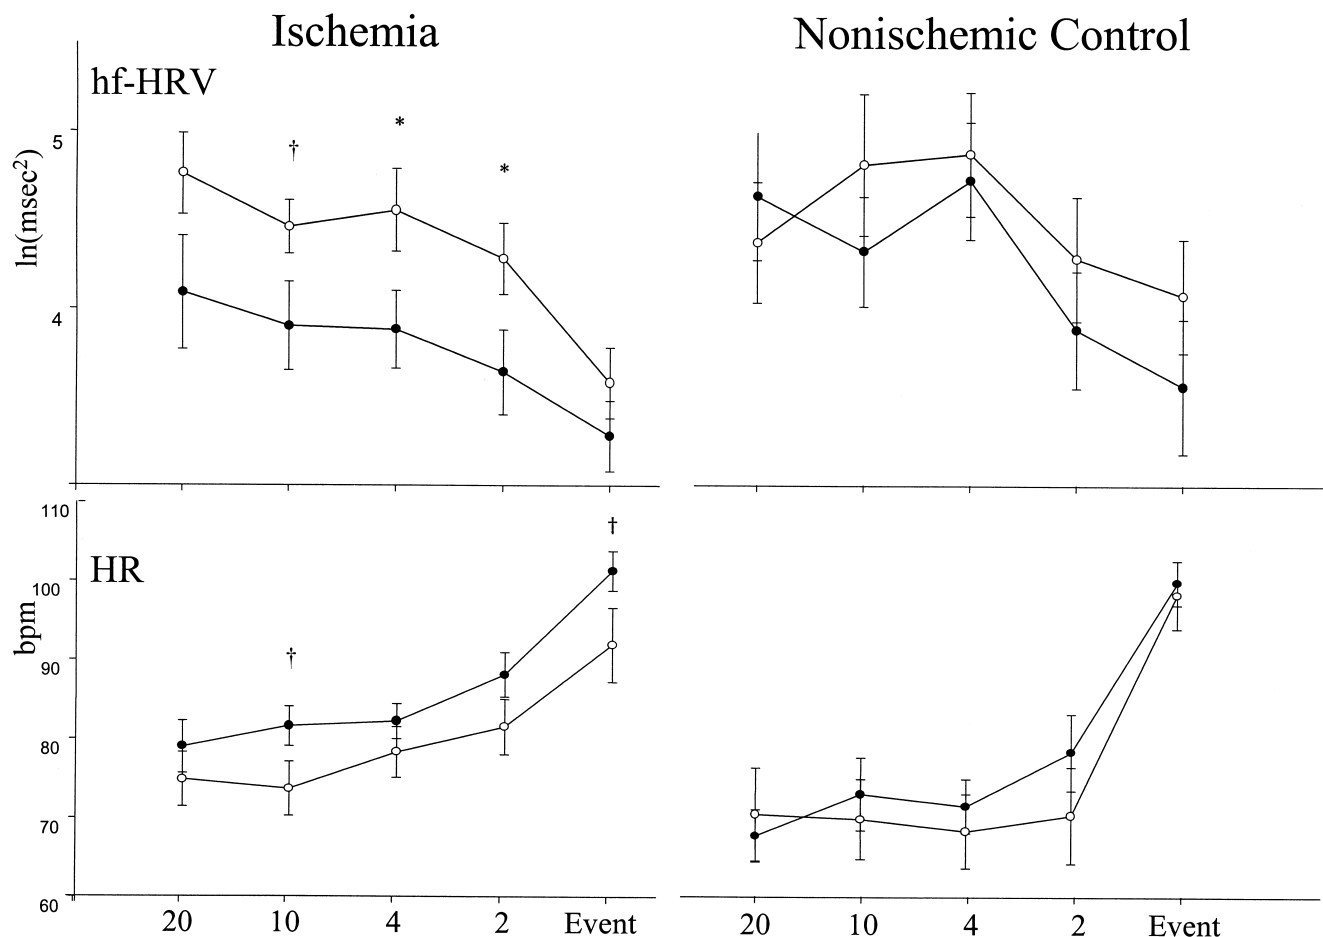 Ischemia
Nonischemic Control
hf-HRV
ln(msec²)
5
4
†
*
*
HR
bpm
110
100
90
80
70
60
†
†
20 10 4 2 Event
20 10 4 2 Event